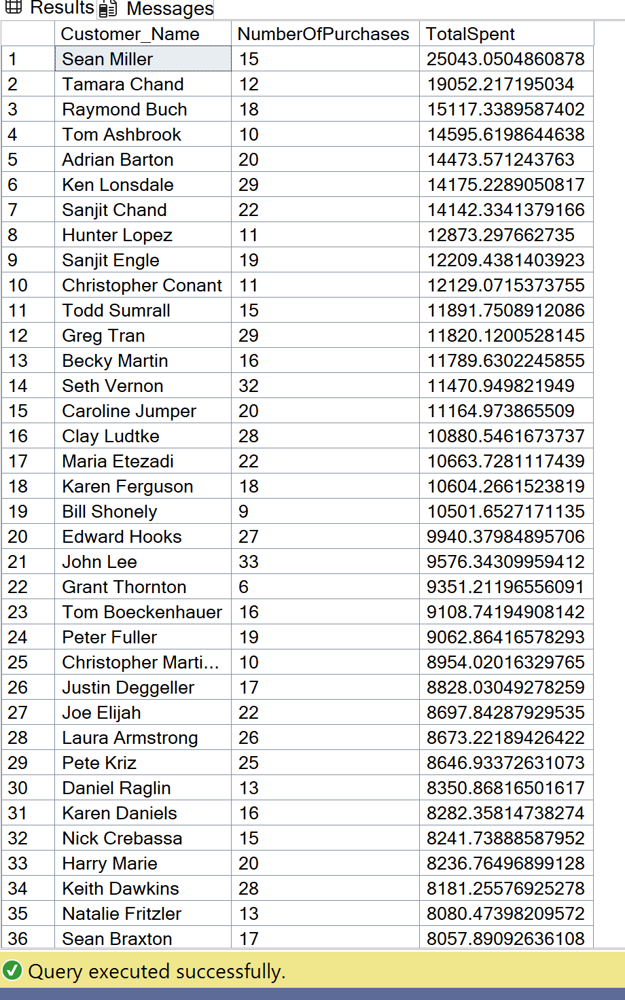 Results Messages
Customer_Name NumberOfPurchases TotalSpent
1 Sean Miller 15 25043.0504860878
2 Tamara Chand 12 19052.217195034
3 Raymond Buch 18 15117.3389587402
4 Tom Ashbrook 10 14595.6198644638
5 Adrian Barton 20 14473.571243763
6 Ken Lonsdale 29 14175.2289050817
7 Sanjit Chand 22 14142.3341379166
8 Hunter Lopez 11 12873.297662735
9 Sanjit Engle 19 12209.4381403923
10 Christopher Conant 11 12129.0715373755
11 Todd Sumrall 15 11891.7508912086
12 Greg Tran 29 11820.1200528145
13 Becky Martin 16 11789.6302245855
14 Seth Vernon 32 11470.949821949
15 Caroline Jumper 20 11164.973865509
16 Clay Ludtke 28 10880.5461673737
17 Maria Etezadi 22 10663.7281117439
18 Karen Ferguson 18 10604.2661523819
19 Bill Shonely 9 10501.6527171135
20 Edward Hooks 27 9940.37984895706
21 John Lee 33 9576.34309959412
22 Grant Thornton 6 9351.21196556091
23 Tom Boeckenhauer 16 9108.74194908142
24 Peter Fuller 19 9062.86416578293
25 Christopher Marti... 10 8954.02016329765
26 Justin Deggeller 17 8828.03049278259
27 Joe Elijah 22 8697.84287929535
28 Laura Armstrong 26 8673.22189426422
29 Pete Kriz 25 8646.93372631073
30 Daniel Raglin 13 8350.86816501617
31 Karen Daniels 16 8282.35814738274
32 Nick Crebassa 15 8241.73888587952
33 Harry Marie 20 8236.76496899128
34 Keith Dawkins 28 8181.25576925278
35 Natalie Fritzler 13 8080.47398209572
36 Sean Braxton 17 8057.89092636108
Query executed successfully.